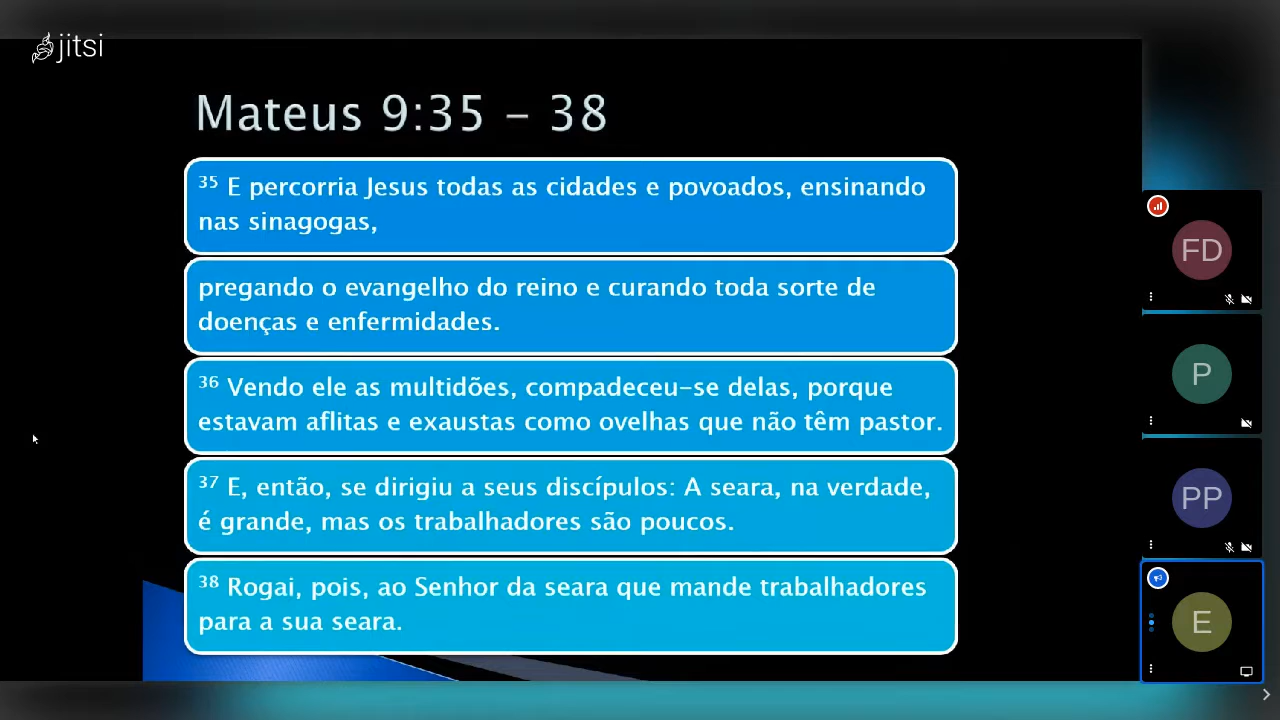 jitsi
Mateus 9:35 – 38
³⁵ E percorria Jesus todas as cidades e povoados, ensinando
nas sinagogas,
pregando o evangelho do reino e curando toda sorte de
doenças e enfermidades.
³⁶ Vendo ele as multidões, compadeceu-se delas, porque
estavam aflitas e exaustas como ovelhas que não têm pastor.
³⁷ E, então, se dirigiu a seus discípulos: A seara, na verdade,
é grande, mas os trabalhadores são poucos.
³⁸ Rogai, pois, ao Senhor da seara que mande trabalhadores
para a sua seara.
FD
P
PP
E